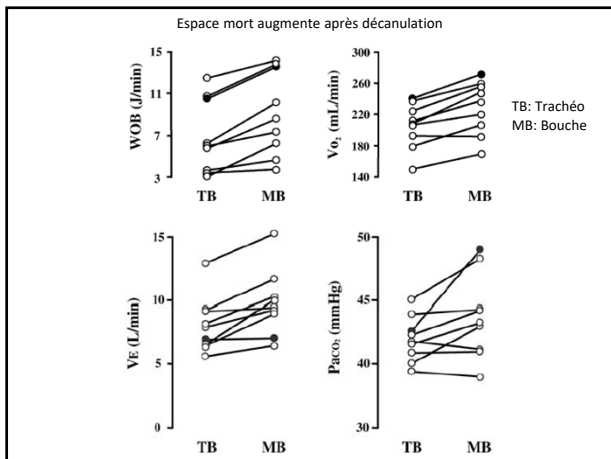 Espace mort augmente après décanulation
WOB (J/min)
15
11
7
3
TB
MB
Vo₂ (mL/min)
300
260
220
180
140
TB
MB
TB: Trachéo
MB: Bouche
VE (L/min)
15
10
5
0
TB
MB
Paco₂ (mmHg)
50
45
40
30
TB
MB